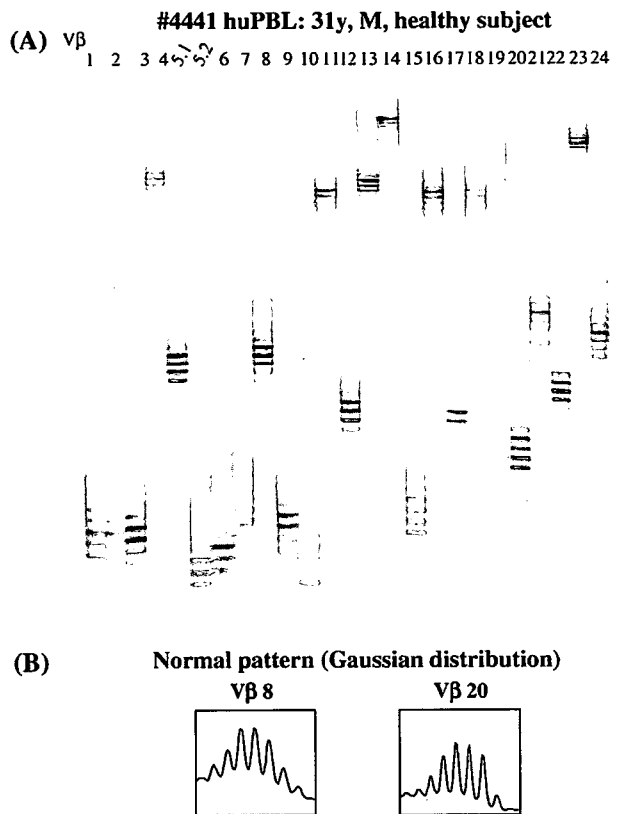 #4441 huPBL: 31y, M, healthy subject
(A) Vβ
1 2 3 4 5.1 5.2 6 7 8 9 10 11 12 13 14 15 16 17 18 19 20 21 22 23 24
(B) Normal pattern (Gaussian distribution)
Vβ 8 Vβ 20